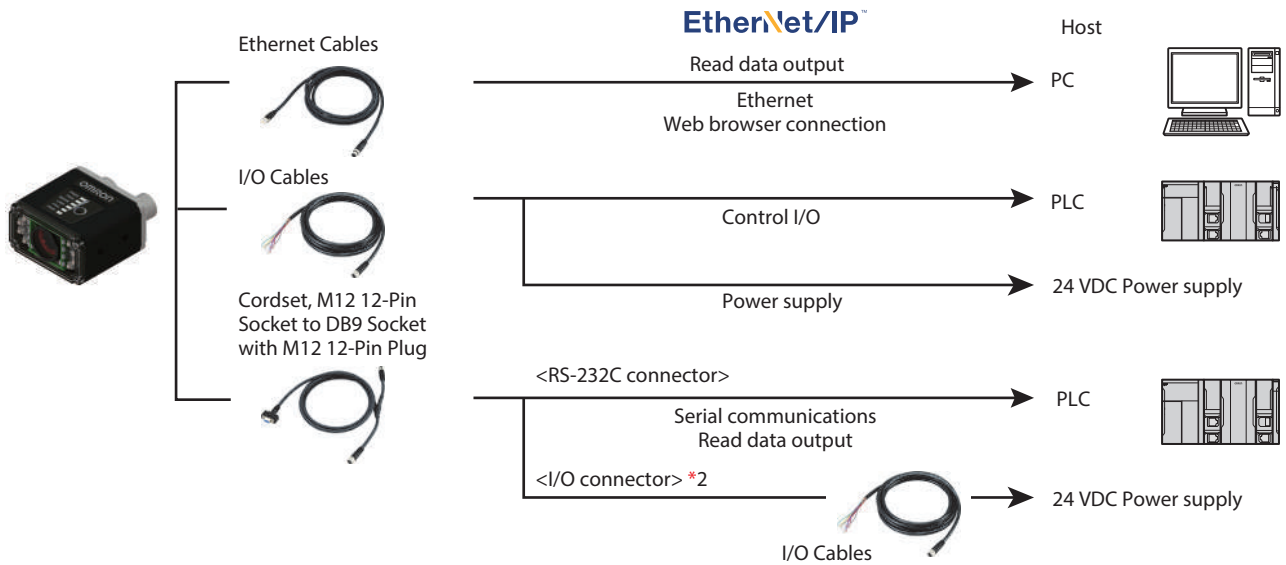 EtherNet/IP™
Host
Ethernet Cables
Read data output
PC
Ethernet
Web browser connection
OMRON
I/O Cables
PLC
Control I/O
24 VDC Power supply
Power supply
Cordset, M12 12-Pin
Socket to DB9 Socket
with M12 12-Pin Plug
<RS-232C connector>
PLC
Serial communications
Read data output
<I/O connector> *2
24 VDC Power supply
I/O Cables